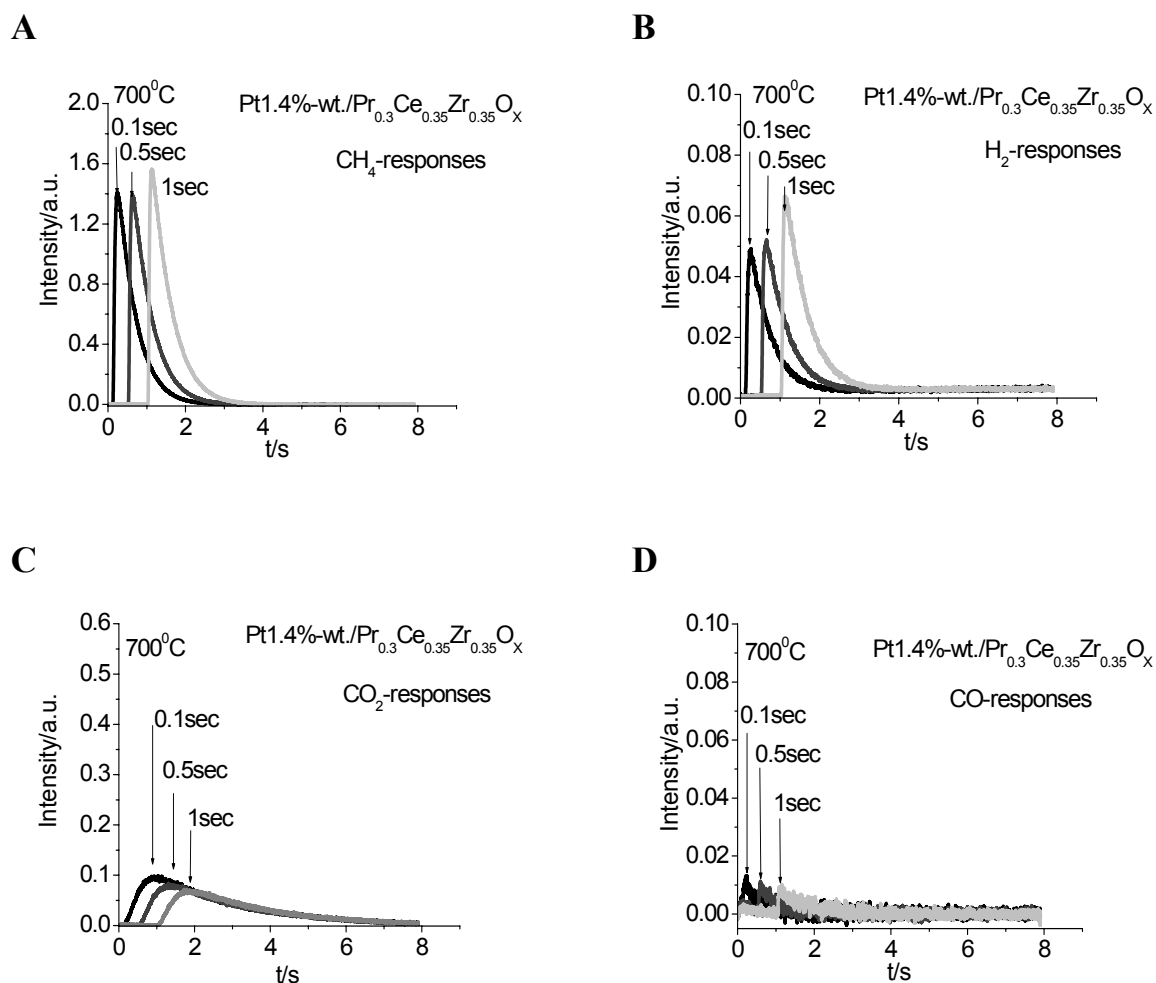 A
2.0
1.6
1.2
0.8
0.4
0.0
Intensity/a.u.
700⁰C
0.1sec
0.5sec
1sec
Pt1.4%-wt./Pr₀.₃Ce₀.₃₅Zr₀.₃₅Oₓ
CH₄-responses
0 2 4 6 8
t/s
B
0.10
0.08
0.06
0.04
0.02
0.00
Intensity/a.u.
700⁰C
0.1sec
0.5sec
1sec
Pt1.4%-wt./Pr₀.₃Ce₀.₃₅Zr₀.₃₅Oₓ
H₂-responses
0 2 4 6 8
t/s
C
0.6
0.5
0.4
0.3
0.2
0.1
0.0
Intensity/a.u.
700⁰C
0.1sec
0.5sec
1sec
Pt1.4%-wt./Pr₀.₃Ce₀.₃₅Zr₀.₃₅Oₓ
CO₂-responses
0 2 4 6 8
t/s
D
0.10
0.08
0.06
0.04
0.02
0.00
Intensity/a.u.
700⁰C
0.1sec
0.5sec
1sec
Pt1.4%-wt./Pr₀.₃Ce₀.₃₅Zr₀.₃₅Oₓ
CO-responses
0 2 4 6 8
t/s